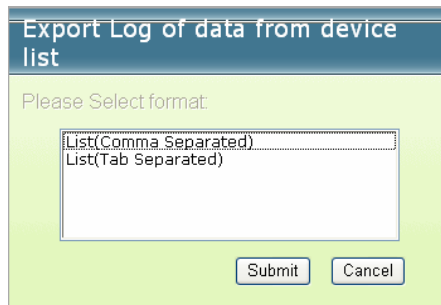 Export Log of data from device
list
Please Select format:
List(Comma Separated)
List(Tab Separated)
Submit Cancel